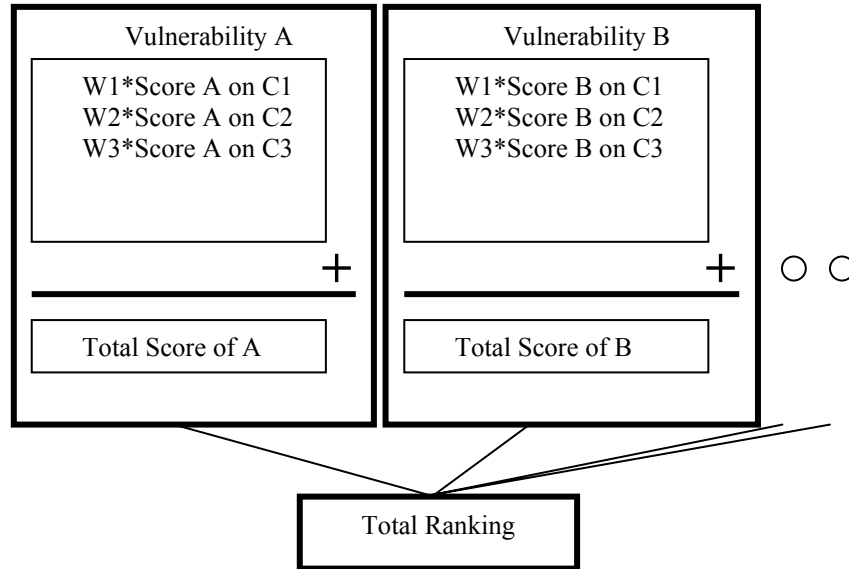 Vulnerability A
W1*Score A on C1
W2*Score A on C2
W3*Score A on C3
+
Total Score of A
Vulnerability B
W1*Score B on C1
W2*Score B on C2
W3*Score B on C3
+
Total Score of B
Total Ranking